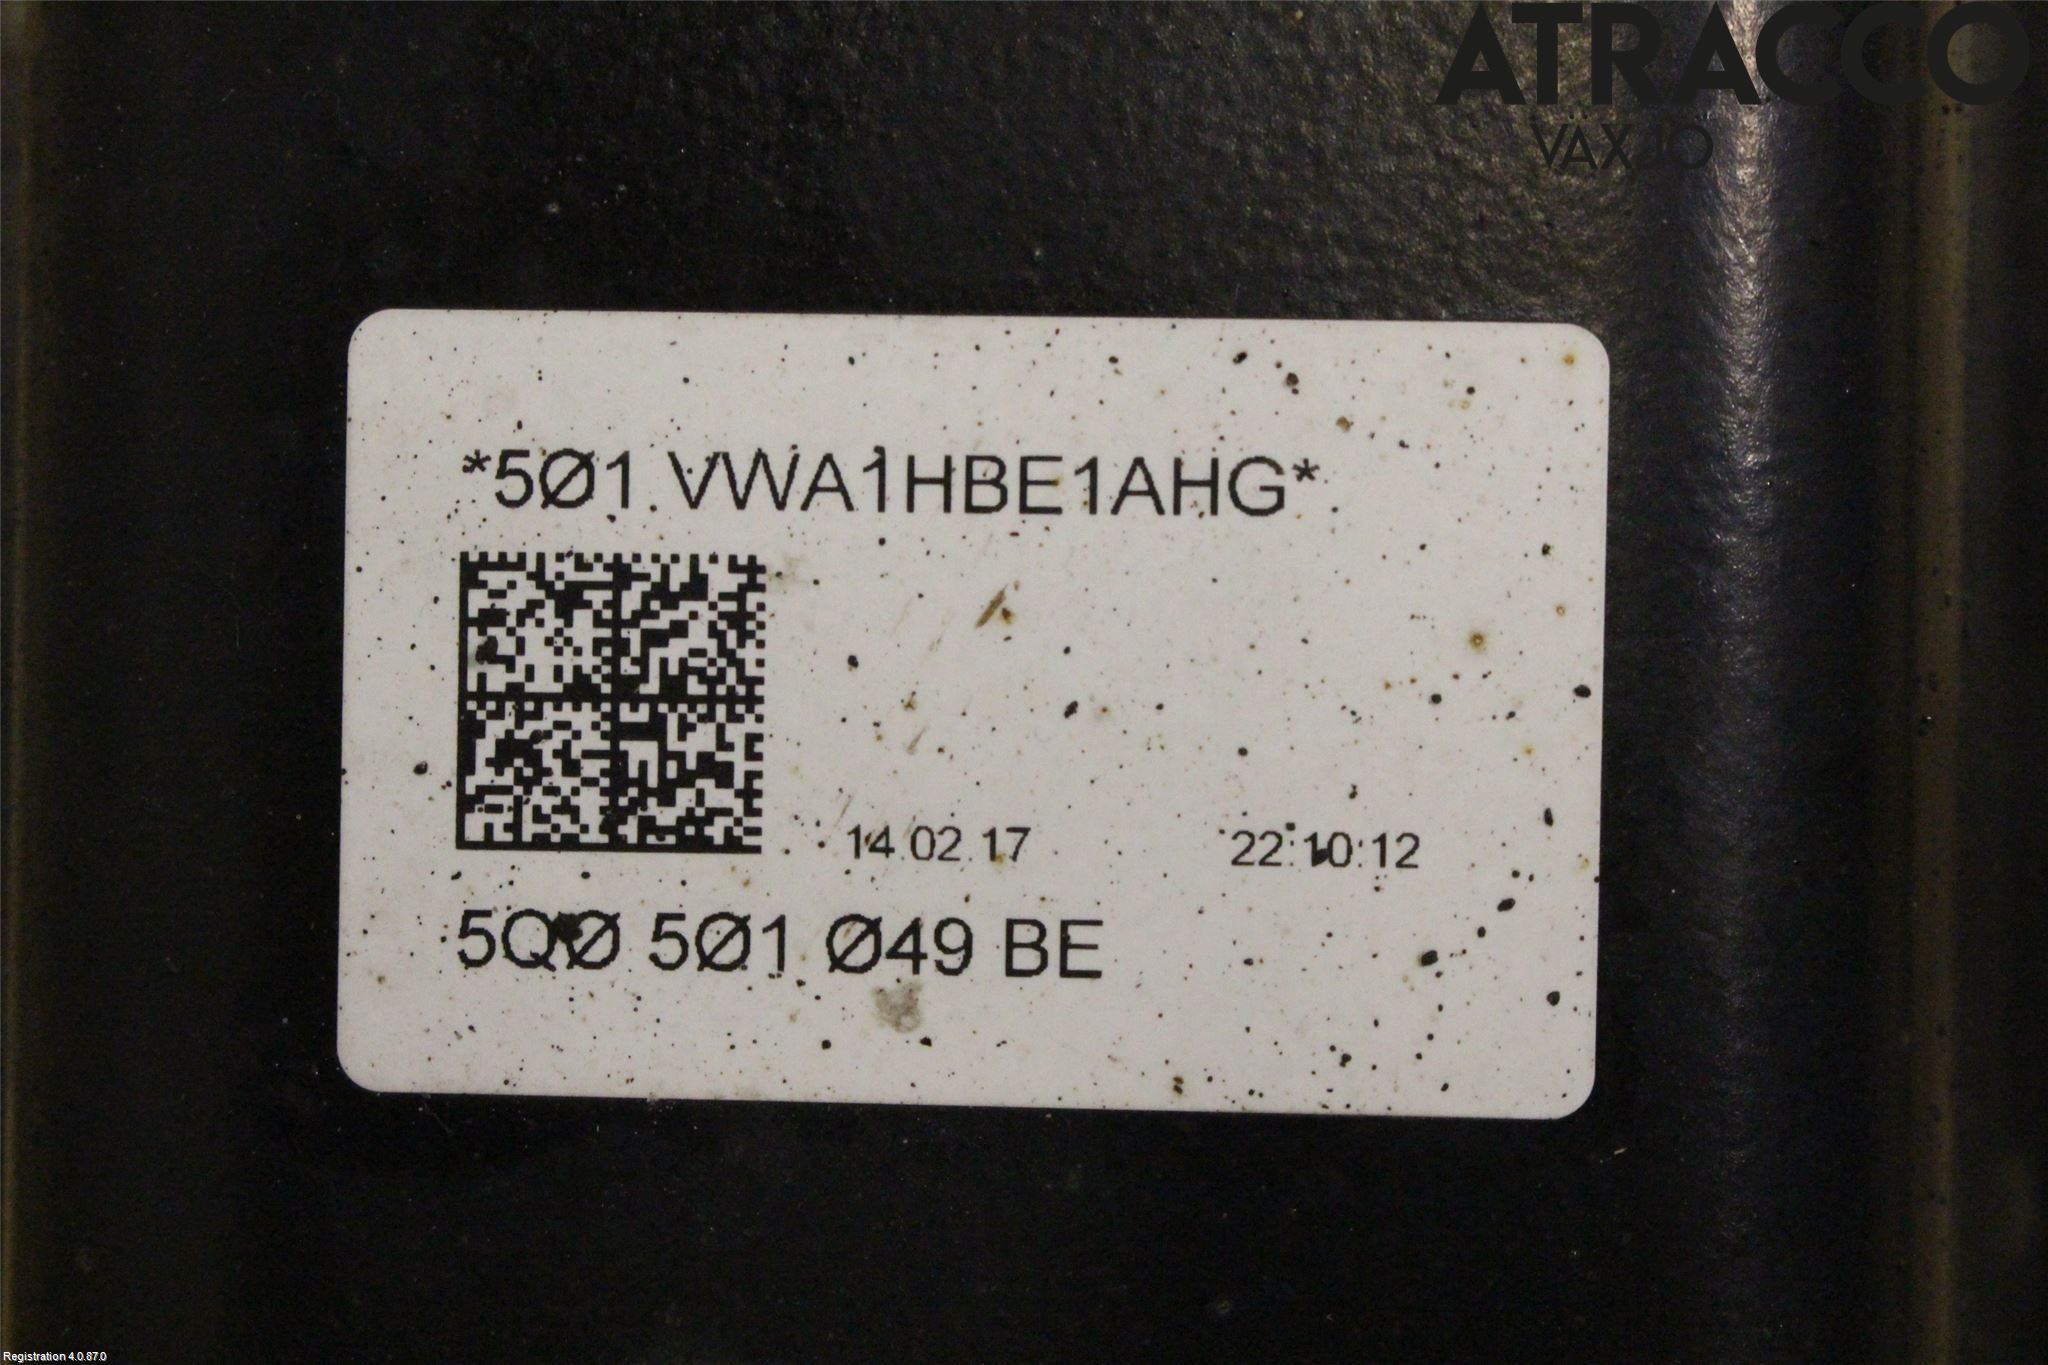 ATRACCO
VÄXJÖ
*5Ø1 VWA1HBE1AHG*
14.02.17 22:10:12
5QØ 5Ø1 Ø49 BE
Registration 4.0.87.0